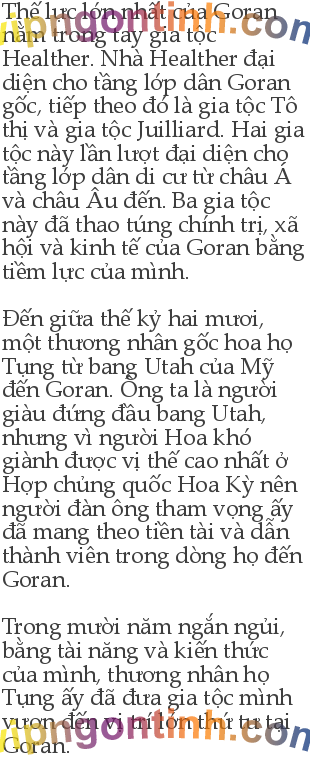 Thế lực lớn nhất của Goran
nằm trong tay gia tộc
Healther. Nhà Healther đại
diện cho tầng lớp dân Goran
gốc, tiếp theo đó là gia tộc Tô
thị và gia tộc Juilliard. Hai gia
tộc này lần lượt đại diện cho
tầng lớp dân di cư từ châu Á
và châu Âu đến. Ba gia tộc
này đã thao túng chính trị, xã
hội và kinh tế của Goran bằng
tiềm lực của mình.

Đến giữa thế kỷ hai mươi,
một thương nhân gốc hoa họ
Tụng từ bang Utah của Mỹ
đến Goran. Ông ta là người
giàu đứng đầu bang Utah,
nhưng vì người Hoa khó
giành được vị thế cao nhất ở
Hợp chủng quốc Hoa Kỳ nên
người đàn ông tham vọng ấy
đã mang theo tiền tài và dẫn
thành viên trong dòng họ đến
Goran.

Trong mười năm ngắn ngủi,
bằng tài năng và kiến thức
của mình, thương nhân họ
Tụng ấy đã đưa gia tộc mình
vươn đến vị trí lớn thứ tư tại
Goran.
vipngontinh.com
vipngontinh.com